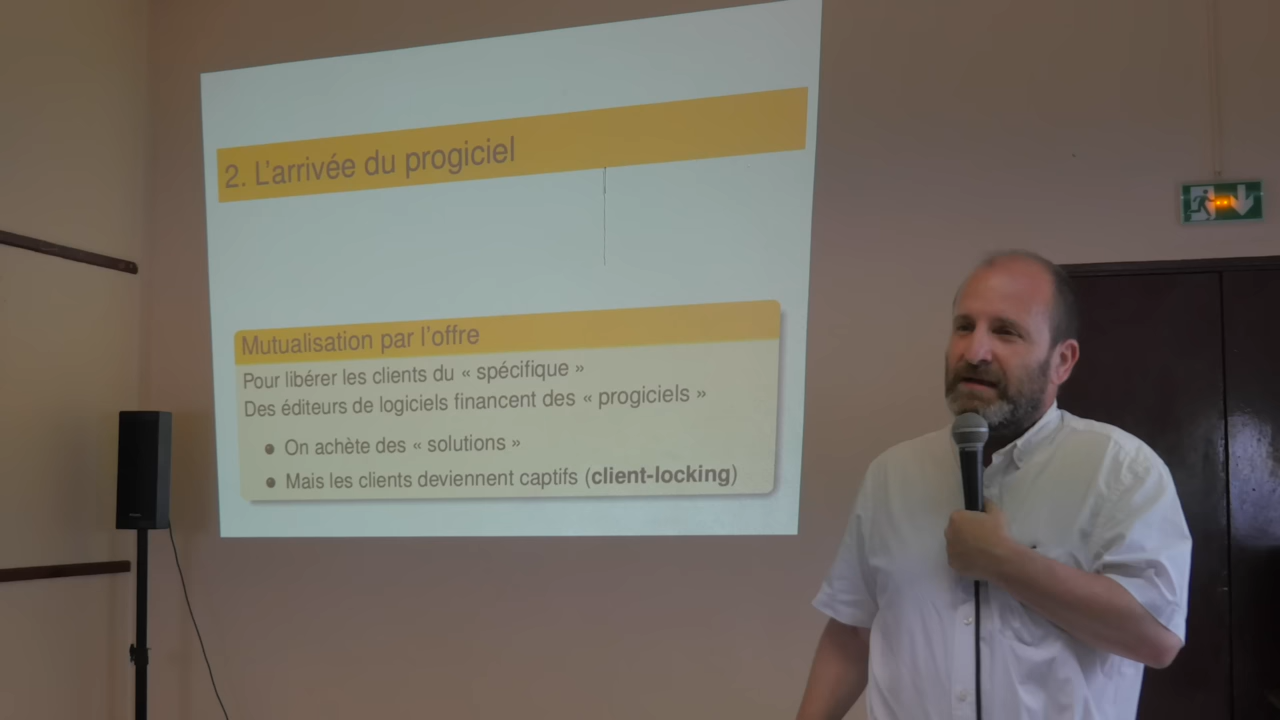 2. L'arrivée du progiciel
Mutualisation par l'offre
Pour libérer les clients du « spécifique »
Des éditeurs de logiciels financent des « progiciels »
On achète des « solutions »
Mais les clients deviennent captifs (client-locking)